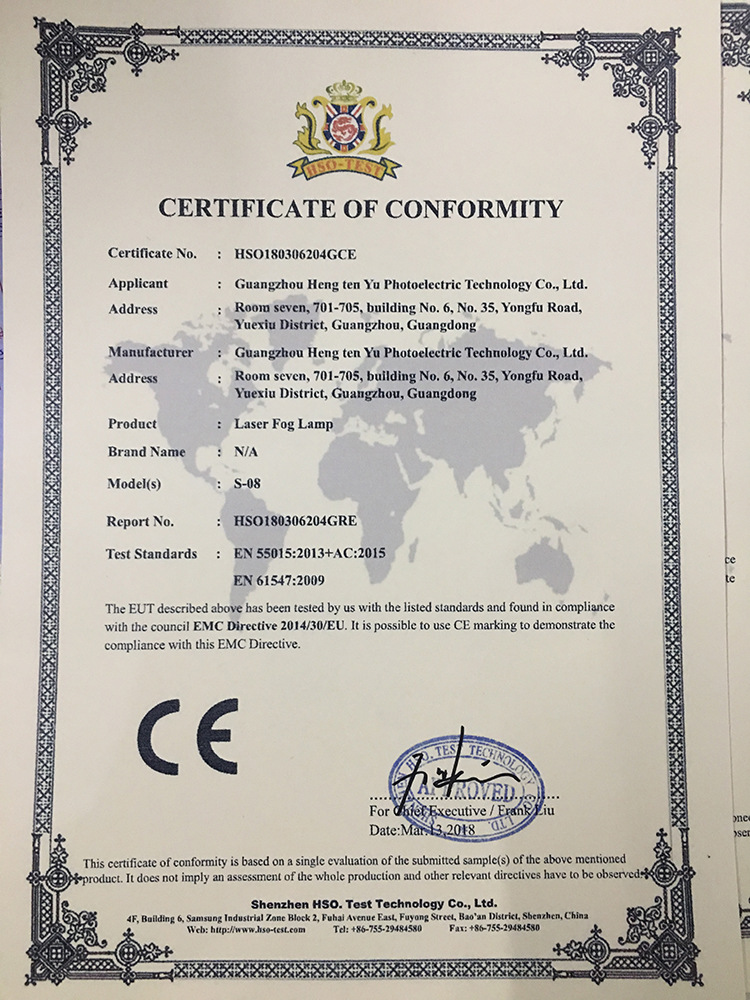 HSO-TEST
CERTIFICATE OF CONFORMITY
Certificate No. : HSO180306204GCE
Applicant : Guangzhou Heng ten Yu Photoelectric Technology Co., Ltd.
Address : Room seven, 701-705, building No. 6, No. 35, Yongfu Road,
Yuexiu District, Guangzhou, Guangdong
Manufacturer : Guangzhou Heng ten Yu Photoelectric Technology Co., Ltd.
Address : Room seven, 701-705, building No. 6, No. 35, Yongfu Road,
Yuexiu District, Guangzhou, Guangdong
Product : Laser Fog Lamp
Brand Name : N/A
Model(s) : S-08
Report No. : HSO180306204GRE
Test Standards : EN 55015:2013+AC:2015
EN 61547:2009
The EUT described above has been tested by us with the listed standards and found in compliance
with the council EMC Directive 2014/30/EU. It is possible to use CE marking to demonstrate the
compliance with this EMC Directive.
CE
HSO. TEST TECHNOLOGY CO., LTD.
APPROVED
For Chief Executive / Frank Liu
Date:Mar.13,2018
This certificate of conformity is based on a single evaluation of the submitted sample(s) of the above mentioned
product. It does not imply an assessment of the whole production and other relevant directives have to be observed.
Shenzhen HSO. Test Technology Co., Ltd.
4F, Building 6, Samsung Industrial Zone Block 2, Fuhai Avenue East, Fuyong Street, Bao'an District, Shenzhen, China
Web: http://www.hso-test.com Tel: +86-755-29484580 Fax: +86-755-29484580